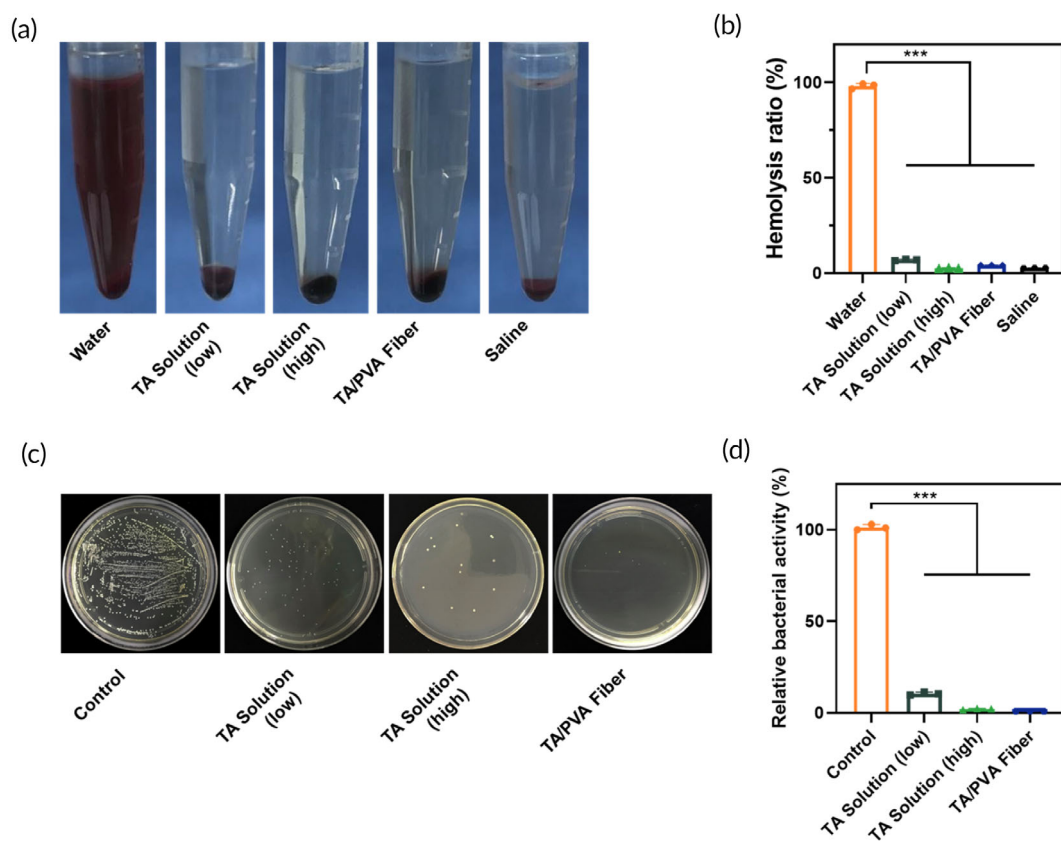 (a)
Water
TA Solution
(low)
TA Solution
(high)
TA/PVA Fiber
Saline
(b)
Hemolysis ratio (%)
100
50
0
***
Water
TA Solution (low)
TA Solution (high)
TA/PVA Fiber
Saline
(c)
Control
TA Solution
(low)
TA Solution
(high)
TA/PVA Fiber
(d)
Relative bacterial activity (%)
100
50
0
***
Control
TA Solution (low)
TA Solution (high)
TA/PVA Fiber